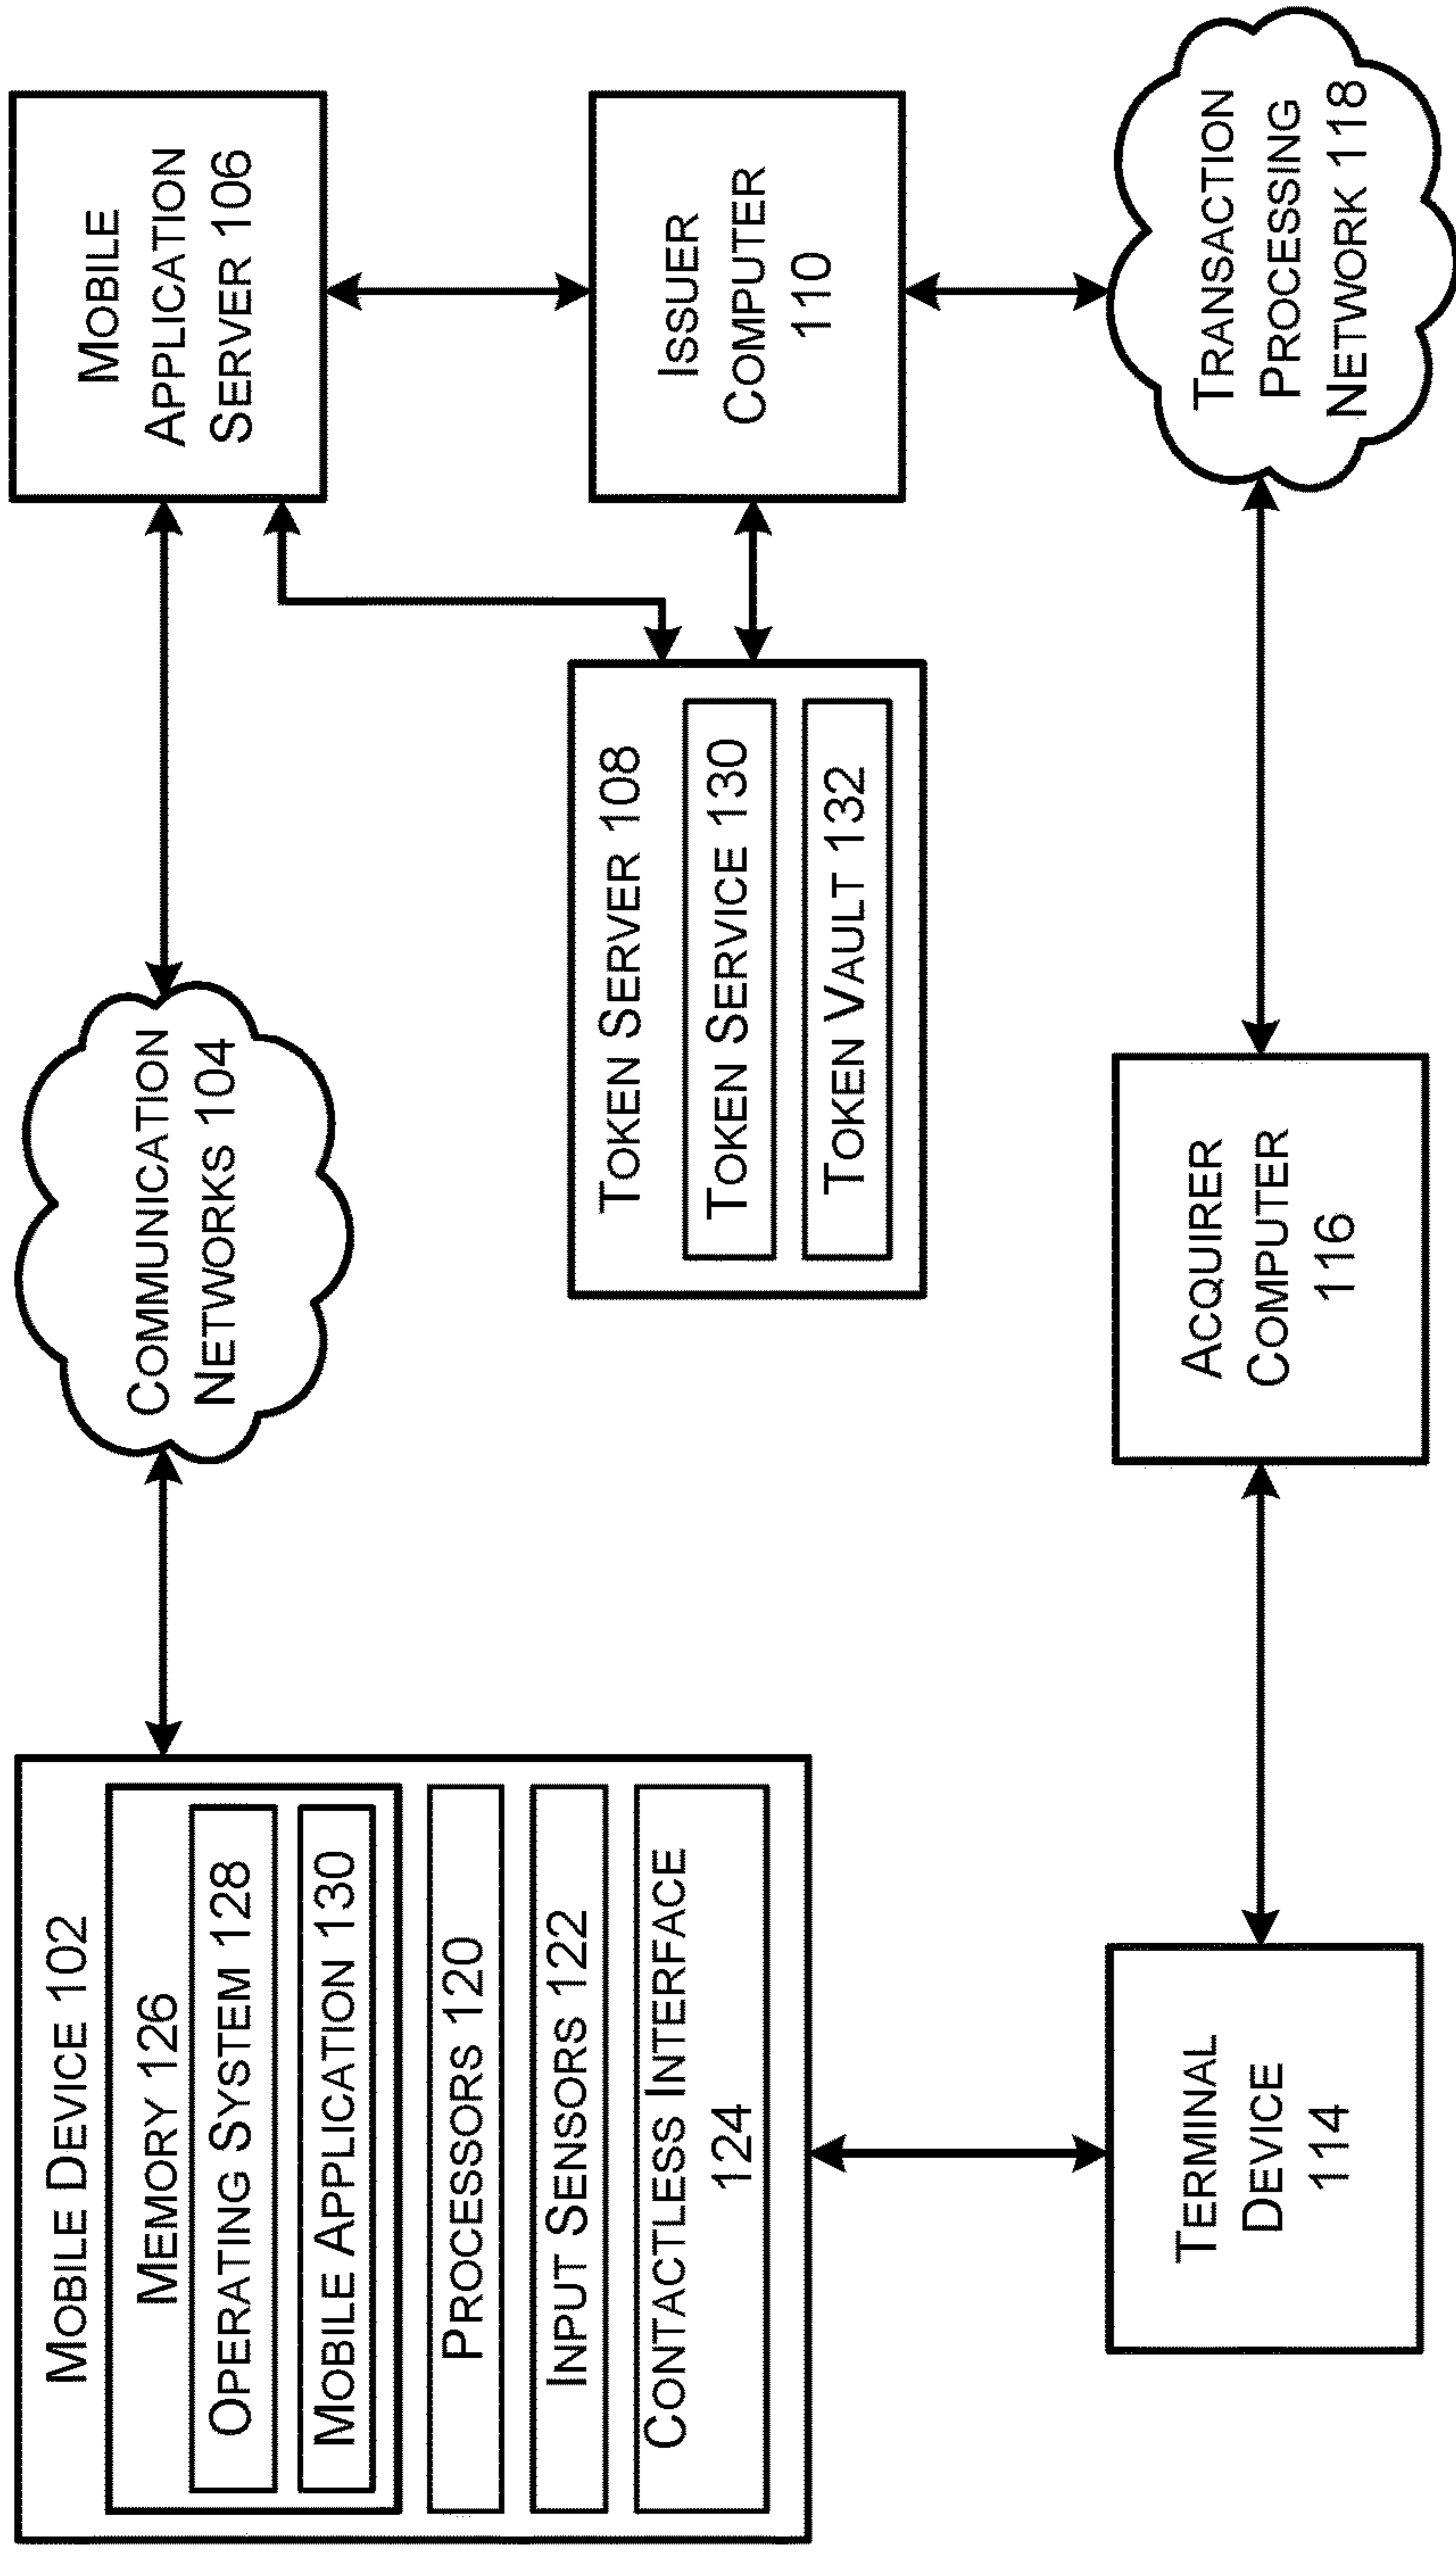 MOBILE DEVICE 102
MEMORY 126
OPERATING SYSTEM 128
MOBILE APPLICATION 130
PROCESSORS 120
INPUT SENSORS 122
CONTACTLESS INTERFACE
124
COMMUNICATION
NETWORKS 104
MOBILE
APPLICATION
SERVER 106
TOKEN SERVER 108
TOKEN SERVICE 130
TOKEN VAULT 132
ISSUER
COMPUTER
110
TERMINAL
DEVICE
114
ACQUIRER
COMPUTER
116
TRANSACTION
PROCESSING
NETWORK 118